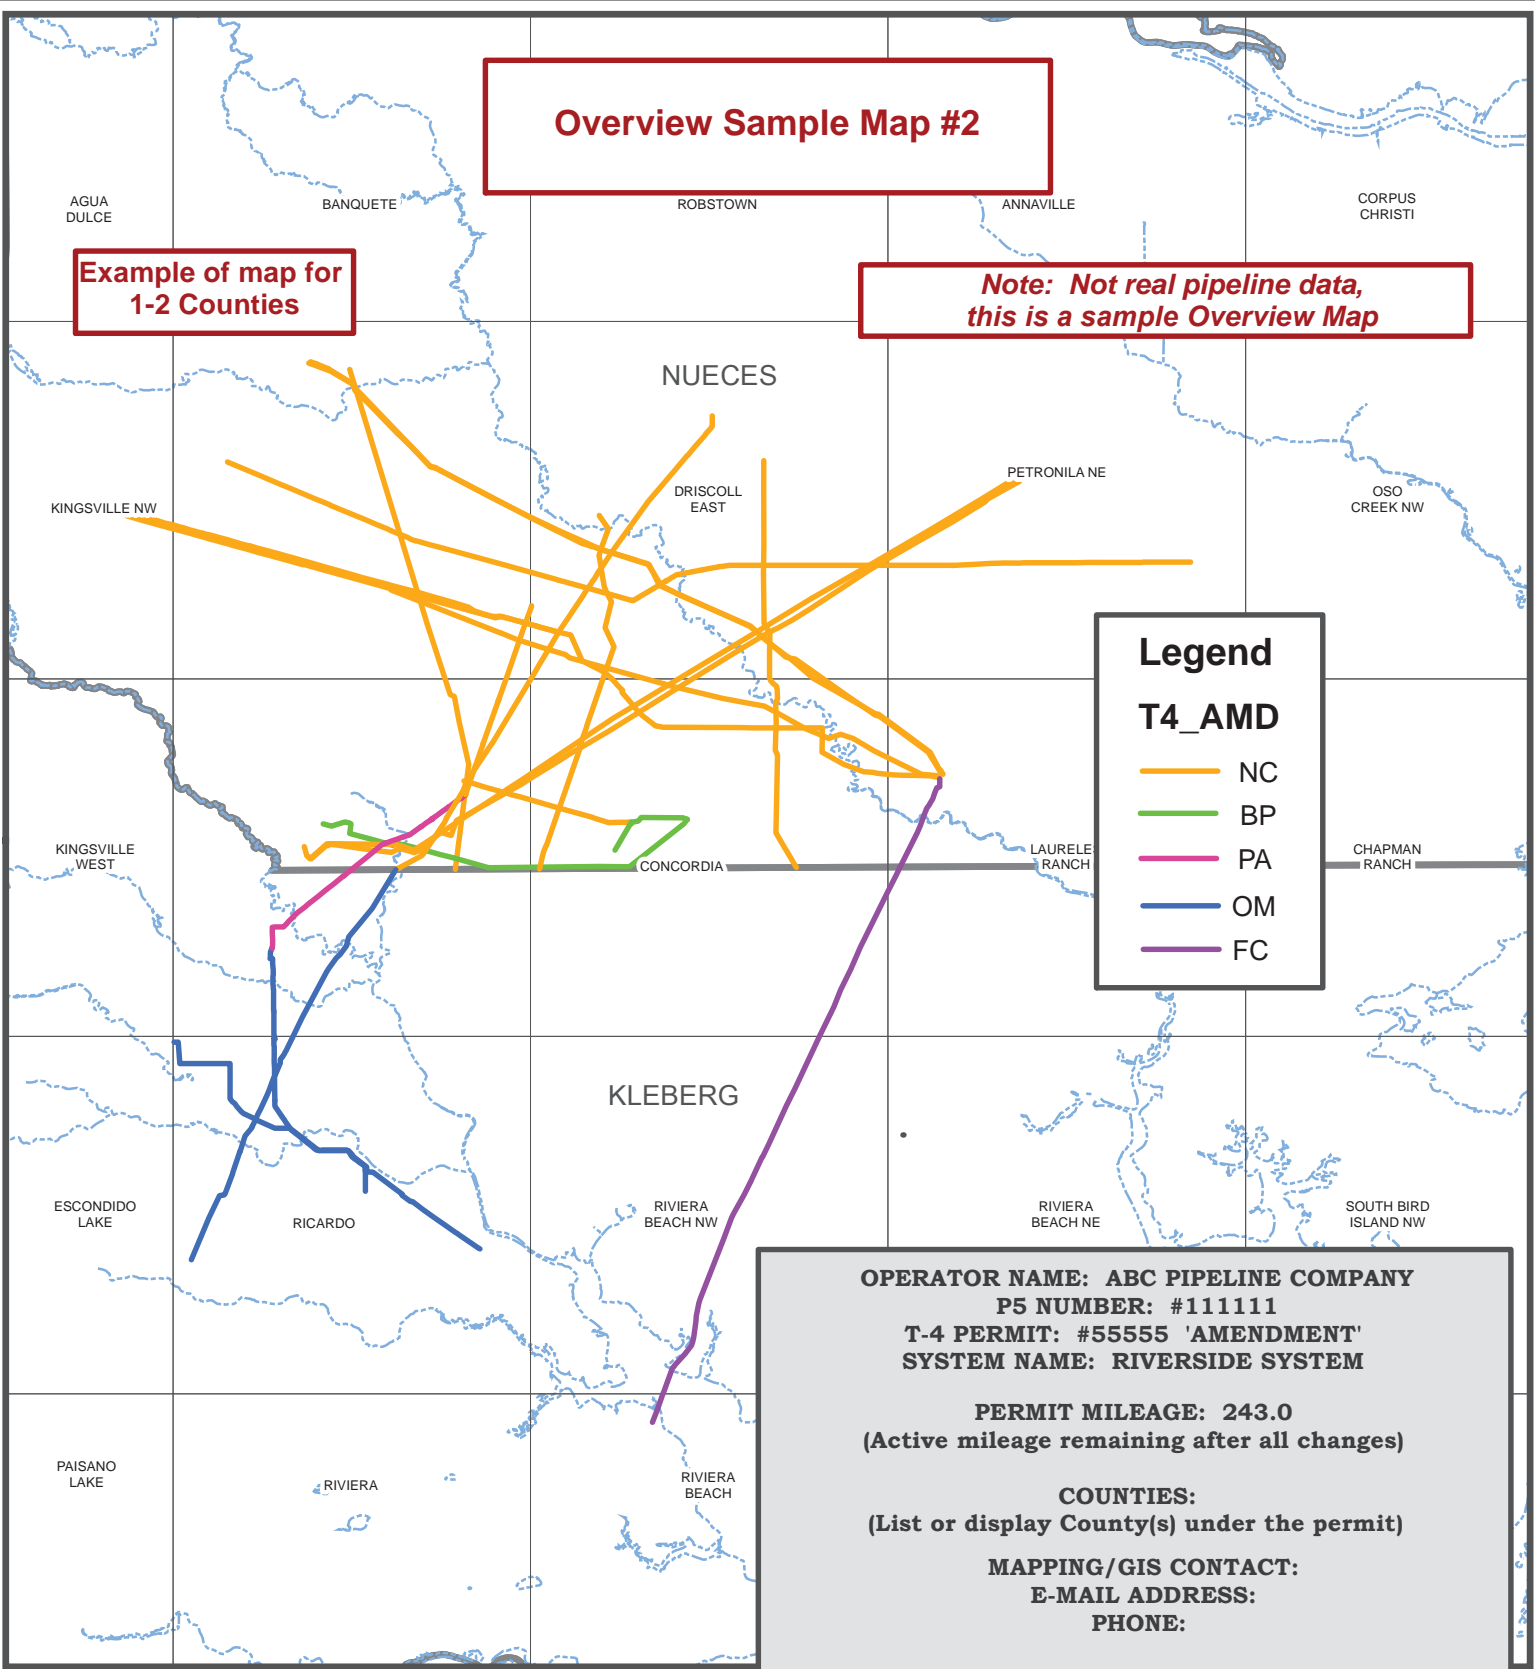 Overview Sample Map #2
AGUA
DULCE
BANQUETE
ROBSTOWN
ANNAVILLE
CORPUS
CHRISTI
Example of map for
1-2 Counties
Note:  Not real pipeline data,
this is a sample Overview Map
NUECES
KINGSVILLE NW
DRISCOLL
EAST
PETRONILA NE
OSO
CREEK NW
Legend
T4_AMD
NC
BP
PA
OM
FC
KINGSVILLE
WEST
CONCORDIA
LAURELE
RANCH
CHAPMAN
RANCH
KLEBERG
ESCONDIDO
LAKE
RICARDO
RIVIERA
BEACH NW
RIVIERA
BEACH NE
SOUTH BIRD
ISLAND NW
PAISANO
LAKE
RIVIERA
RIVIERA
BEACH
OPERATOR NAME:  ABC PIPELINE COMPANY
P5 NUMBER:  #111111
T-4 PERMIT:  #55555  'AMENDMENT'
SYSTEM NAME:  RIVERSIDE SYSTEM
PERMIT MILEAGE:  243.0
(Active mileage remaining after all changes)
COUNTIES:
(List or display County(s) under the permit)
MAPPING/GIS CONTACT:
E-MAIL ADDRESS:
PHONE: